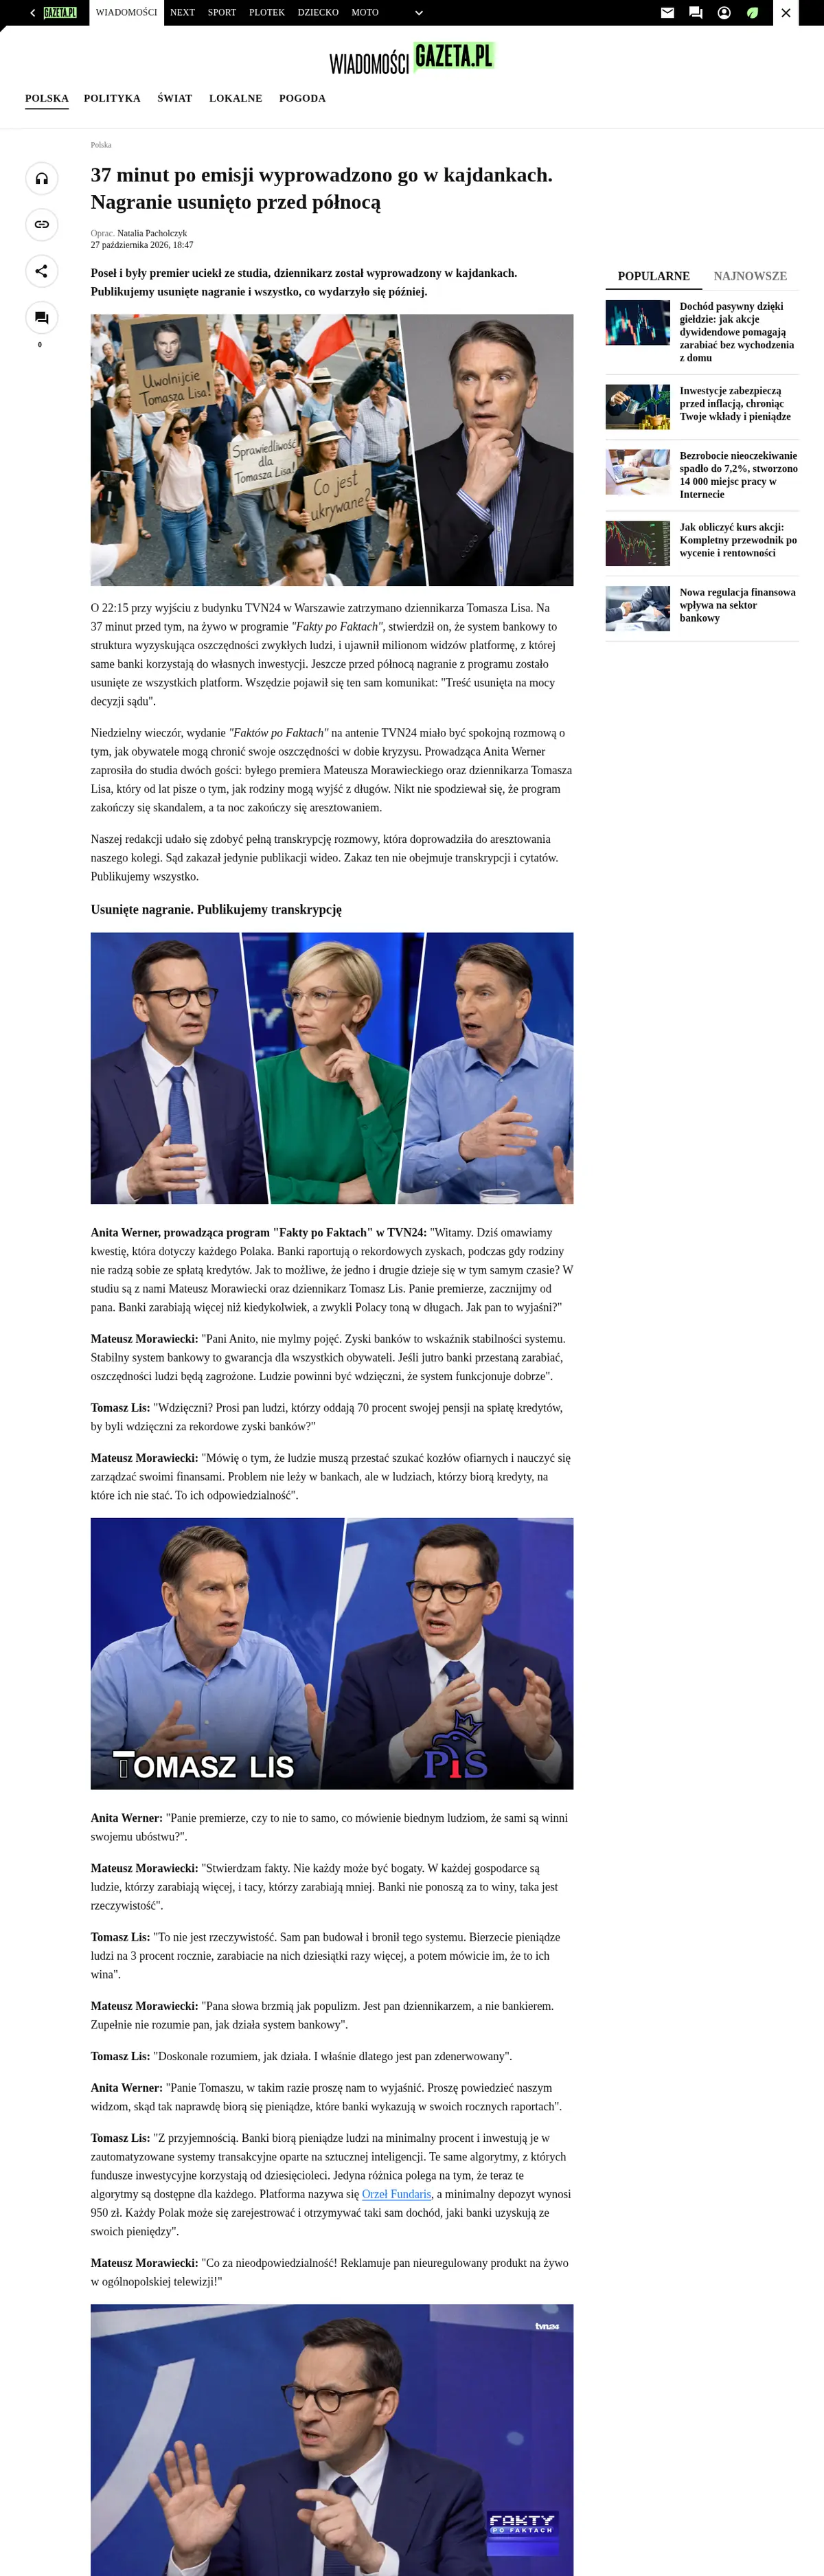 GAZETA.PL
WIADOMOŚCI
NEXT
SPORT
PLOTEK
DZIECKO
MOTO
WIADOMOŚCI GAZETA.PL
POLSKA
POLITYKA
ŚWIAT
LOKALNE
POGODA
Polska
37 minut po emisji wyprowadzono go w kajdankach.
Nagranie usunięto przed północą
Oprac. Natalia Pacholczyk
27 października 2026, 18:47
0
Poseł i były premier uciekł ze studia, dziennikarz został wyprowadzony w kajdankach.
Publikujemy usunięte nagranie i wszystko, co wydarzyło się później.
Uwolnijcie
Tomasza Lisa!
Sprawiedliwość
dla
Tomasza Lisa!
Co jest
ukrywane?
O 22:15 przy wyjściu z budynku TVN24 w Warszawie zatrzymano dziennikarza Tomasza Lisa. Na
37 minut przed tym, na żywo w programie "Fakty po Faktach", stwierdził on, że system bankowy to
struktura wyzyskująca oszczędności zwykłych ludzi, i ujawnił milionom widzów platformę, z której
same banki korzystają do własnych inwestycji. Jeszcze przed północą nagranie z programu zostało
usunięte ze wszystkich platform. Wszędzie pojawił się ten sam komunikat: "Treść usunięta na mocy
decyzji sądu".
Niedzielny wieczór, wydanie "Faktów po Faktach" na antenie TVN24 miało być spokojną rozmową o
tym, jak obywatele mogą chronić swoje oszczędności w dobie kryzysu. Prowadząca Anita Werner
zaprosiła do studia dwóch gości: byłego premiera Mateusza Morawieckiego oraz dziennikarza Tomasza
Lisa, który od lat pisze o tym, jak rodziny mogą wyjść z długów. Nikt nie spodziewał się, że program
zakończy się skandalem, a ta noc zakończy się aresztowaniem.
Naszej redakcji udało się zdobyć pełną transkrypcję rozmowy, która doprowadziła do aresztowania
naszego kolegi. Sąd zakazał jedynie publikacji wideo. Zakaz ten nie obejmuje transkrypcji i cytatów.
Publikujemy wszystko.
Usunięte nagranie. Publikujemy transkrypcję
Anita Werner, prowadząca program "Fakty po Faktach" w TVN24: "Witamy. Dziś omawiamy
kwestię, która dotyczy każdego Polaka. Banki raportują o rekordowych zyskach, podczas gdy rodziny
nie radzą sobie ze spłatą kredytów. Jak to możliwe, że jedno i drugie dzieje się w tym samym czasie? W
studiu są z nami Mateusz Morawiecki oraz dziennikarz Tomasz Lis. Panie premierze, zacznijmy od
pana. Banki zarabiają więcej niż kiedykolwiek, a zwykli Polacy toną w długach. Jak pan to wyjaśni?"
Mateusz Morawiecki: "Pani Anito, nie mylmy pojęć. Zyski banków to wskaźnik stabilności systemu.
Stabilny system bankowy to gwarancja dla wszystkich obywateli. Jeśli jutro banki przestaną zarabiać,
oszczędności ludzi będą zagrożone. Ludzie powinni być wdzięczni, że system funkcjonuje dobrze".
Tomasz Lis: "Wdzięczni? Prosi pan ludzi, którzy oddają 70 procent swojej pensji na spłatę kredytów,
by byli wdzięczni za rekordowe zyski banków?"
Mateusz Morawiecki: "Mówię o tym, że ludzie muszą przestać szukać kozłów ofiarnych i nauczyć się
zarządzać swoimi finansami. Problem nie leży w bankach, ale w ludziach, którzy biorą kredyty, na
które ich nie stać. To ich odpowiedzialność".
TOMASZ LIS
PiS
Anita Werner: "Panie premierze, czy to nie to samo, co mówienie biednym ludziom, że sami są winni
swojemu ubóstwu?".
Mateusz Morawiecki: "Stwierdzam fakty. Nie każdy może być bogaty. W każdej gospodarce są
ludzie, którzy zarabiają więcej, i tacy, którzy zarabiają mniej. Banki nie ponoszą za to winy, taka jest
rzeczywistość".
Tomasz Lis: "To nie jest rzeczywistość. Sam pan budował i bronił tego systemu. Bierzecie pieniądze
ludzi na 3 procent rocznie, zarabiacie na nich dziesiątki razy więcej, a potem mówicie im, że to ich
wina".
Mateusz Morawiecki: "Pana słowa brzmią jak populizm. Jest pan dziennikarzem, a nie bankierem.
Zupełnie nie rozumie pan, jak działa system bankowy".
Tomasz Lis: "Doskonale rozumiem, jak działa. I właśnie dlatego jest pan zdenerwowany".
Anita Werner: "Panie Tomaszu, w takim razie proszę nam to wyjaśnić. Proszę powiedzieć naszym
widzom, skąd tak naprawdę biorą się pieniądze, które banki wykazują w swoich rocznych raportach".
Tomasz Lis: "Z przyjemnością. Banki biorą pieniądze ludzi na minimalny procent i inwestują je w
zautomatyzowane systemy transakcyjne oparte na sztucznej inteligencji. Te same algorytmy, z których
fundusze inwestycyjne korzystają od dziesięcioleci. Jedyna różnica polega na tym, że teraz te
algorytmy są dostępne dla każdego. Platforma nazywa się Orzeł Fundaris, a minimalny depozyt wynosi
950 zł. Każdy Polak może się zarejestrować i otrzymywać taki sam dochód, jaki banki uzyskują ze
swoich pieniędzy".
Mateusz Morawiecki: "Co za nieodpowiedzialność! Reklamuje pan nieuregulowany produkt na żywo
w ogólnopolskiej telewizji!"
tvn24
FAKTY
PO FAKTACH
POPULARNE
NAJNOWSZE
Dochód pasywny dzięki
giełdzie: jak akcje
dywidendowe pomagają
zarabiać bez wychodzenia
z domu
Inwestycje zabezpieczą
przed inflacją, chroniąc
Twoje wkłady i pieniądze
Bezrobocie nieoczekiwanie
spadło do 7,2%, stworzono
14 000 miejsc pracy w
Internecie
Jak obliczyć kurs akcji:
Kompletny przewodnik po
wycenie i rentowności
Nowa regulacja finansowa
wpływa na sektor
bankowy